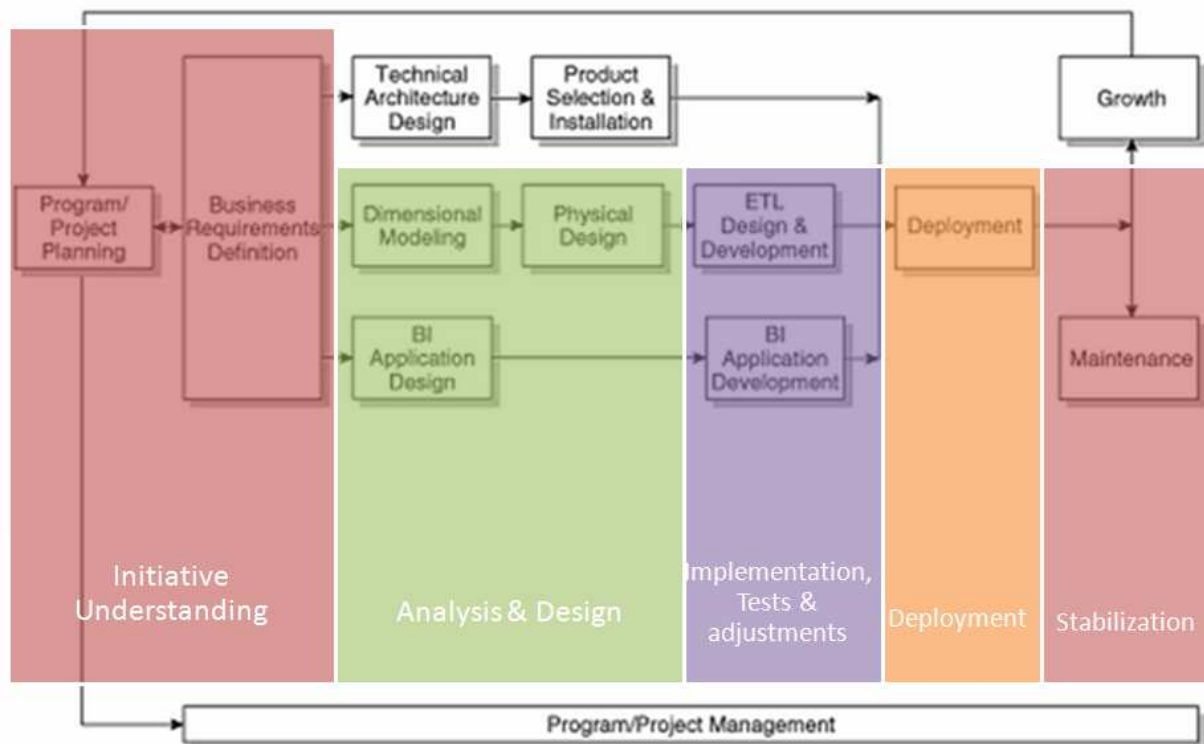 Technical
Architecture
Design
Product
Selection &
Installation
Growth
Program/
Project
Planning
Business
Requirements
Definition
Dimensional
Modeling
Physical
Design
ETL
Design &
Development
Deployment
BI
Application
Design
BI
Application
Development
Maintenance
Initiative
Understanding
Analysis & Design
Implementation,
Tests &
adjustments
Deployment
Stabilization
Program/Project Management